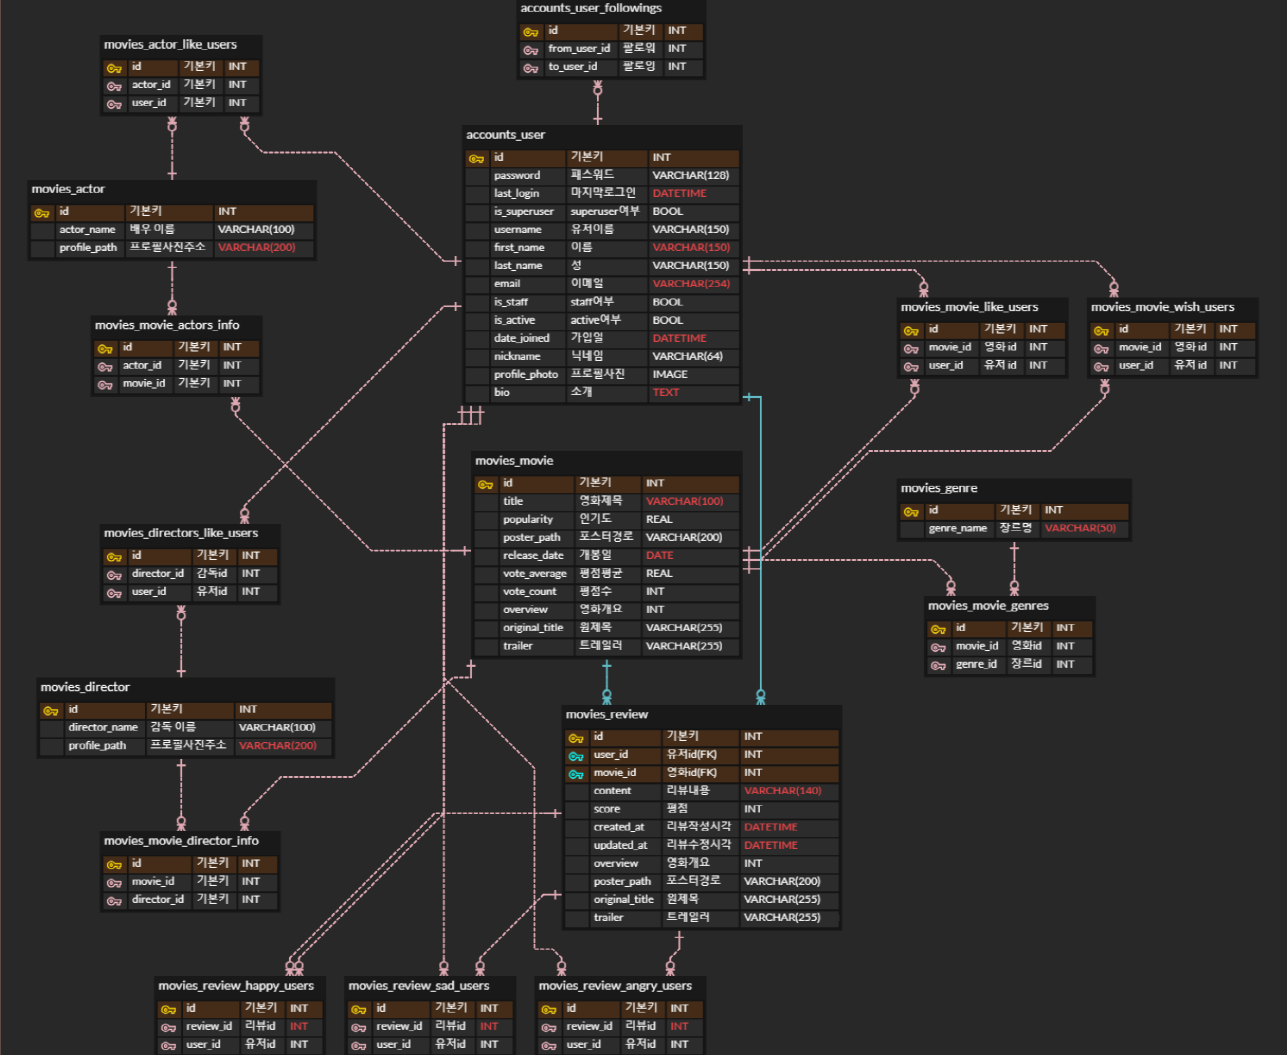 accounts_user_followings
id 기본키 INT
from_user_id 팔로워 INT
to_user_id 팔로잉 INT
movies_actor_like_users
id 기본키 INT
actor_id 기본키 INT
user_id 기본키 INT
accounts_user
id 기본키 INT
password 패스워드 VARCHAR(128)
last_login 마지막로그인 DATETIME
is_superuser superuser여부 BOOL
username 유저이름 VARCHAR(150)
first_name 이름 VARCHAR(150)
last_name 성 VARCHAR(150)
email 이메일 VARCHAR(254)
is_staff staff여부 BOOL
is_active active여부 BOOL
date_joined 가입일 DATETIME
nickname 닉네임 VARCHAR(64)
profile_photo 프로필사진 IMAGE
bio 소개 TEXT
movies_actor
id 기본키 INT
actor_name 배우 이름 VARCHAR(100)
profile_path 프로필사진주소 VARCHAR(200)
movies_movie_actors_info
id 기본키 INT
actor_id 기본키 INT
movie_id 기본키 INT
movies_movie_like_users
id 기본키 INT
movie_id 영화 id INT
user_id 유저 id INT
movies_movie_wish_users
id 기본키 INT
movie_id 영화 id INT
user_id 유저 id INT
movies_movie
id 기본키 INT
title 영화제목 VARCHAR(100)
popularity 인기도 REAL
poster_path 포스터경로 VARCHAR(200)
release_date 개봉일 DATE
vote_average 평점평균 REAL
vote_count 평점수 INT
overview 영화개요 INT
original_title 원제목 VARCHAR(255)
trailer 트레일러 VARCHAR(255)
movies_genre
id 기본키 INT
genre_name 장르명 VARCHAR(50)
movies_directors_like_users
id 기본키 INT
director_id 감독id INT
user_id 유저id INT
movies_movie_genres
id 기본키 INT
movie_id 영화id INT
genre_id 장르id INT
movies_director
id 기본키 INT
director_name 감독 이름 VARCHAR(100)
profile_path 프로필사진주소 VARCHAR(200)
movies_review
id 기본키 INT
user_id 유저id(FK) INT
movie_id 영화id(FK) INT
content 리뷰내용 VARCHAR(140)
score 평점 INT
created_at 리뷰작성시각 DATETIME
updated_at 리뷰수정시각 DATETIME
overview 영화개요 INT
poster_path 포스터경로 VARCHAR(200)
original_title 원제목 VARCHAR(255)
trailer 트레일러 VARCHAR(255)
movies_movie_director_info
id 기본키 INT
movie_id 기본키 INT
director_id 기본키 INT
movies_review_happy_users
id 기본키 INT
review_id 리뷰id INT
user_id 유저id INT
movies_review_sad_users
id 기본키 INT
review_id 리뷰id INT
user_id 유저id INT
movies_review_angry_users
id 기본키 INT
review_id 리뷰id INT
user_id 유저id INT